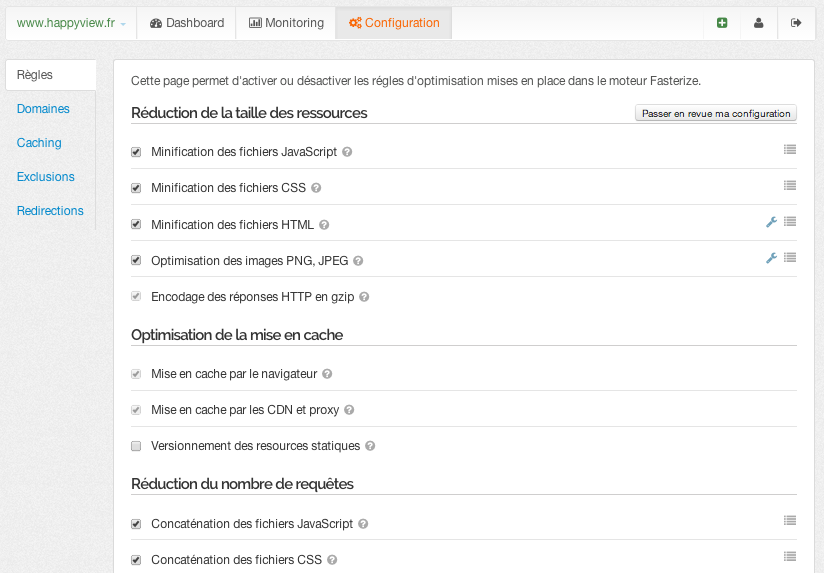 www.happyview.fr Dashboard Monitoring Configuration
Règles
Domaines
Caching
Exclusions
Redirections
Cette page permet d'activer ou désactiver les régles d'optimisation mises en place dans le moteur Fasterize.
Réduction de la taille des ressources
Passer en revue ma configuration
Minification des fichiers JavaScript
Minification des fichiers CSS
Minification des fichiers HTML
Optimisation des images PNG, JPEG
Encodage des réponses HTTP en gzip
Optimisation de la mise en cache
Mise en cache par le navigateur
Mise en cache par les CDN et proxy
Versionnement des resources statiques
Réduction du nombre de requêtes
Concaténation des fichiers JavaScript
Concaténation des fichiers CSS